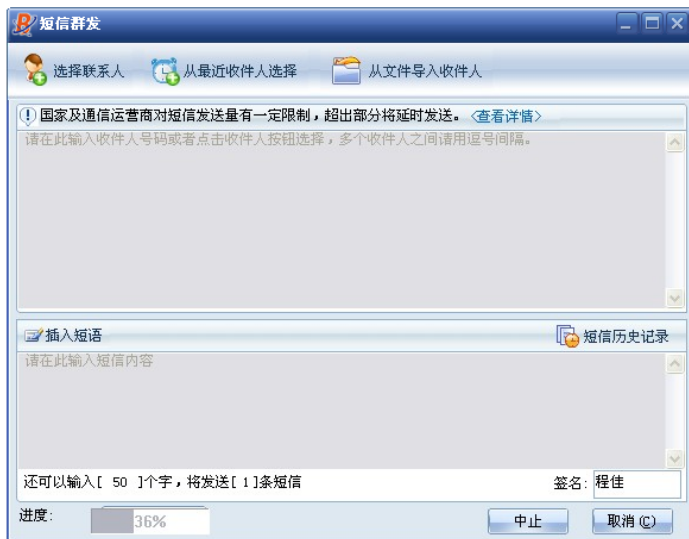 短信群发
选择联系人 从最近收件人选择 从文件导入收件人
国家及通信运营商对短信发送量有一定限制，超出部分将延时发送。<查看详情>
请在此输入收件人号码或者点击收件人按钮选择，多个收件人之间请用逗号间隔。
插入短语 短信历史记录
请在此输入短信内容
还可以输入[ 50 ]个字，将发送[ 1 ]条短信 签名: 程佳
进度: 36% 中止 取消(C)